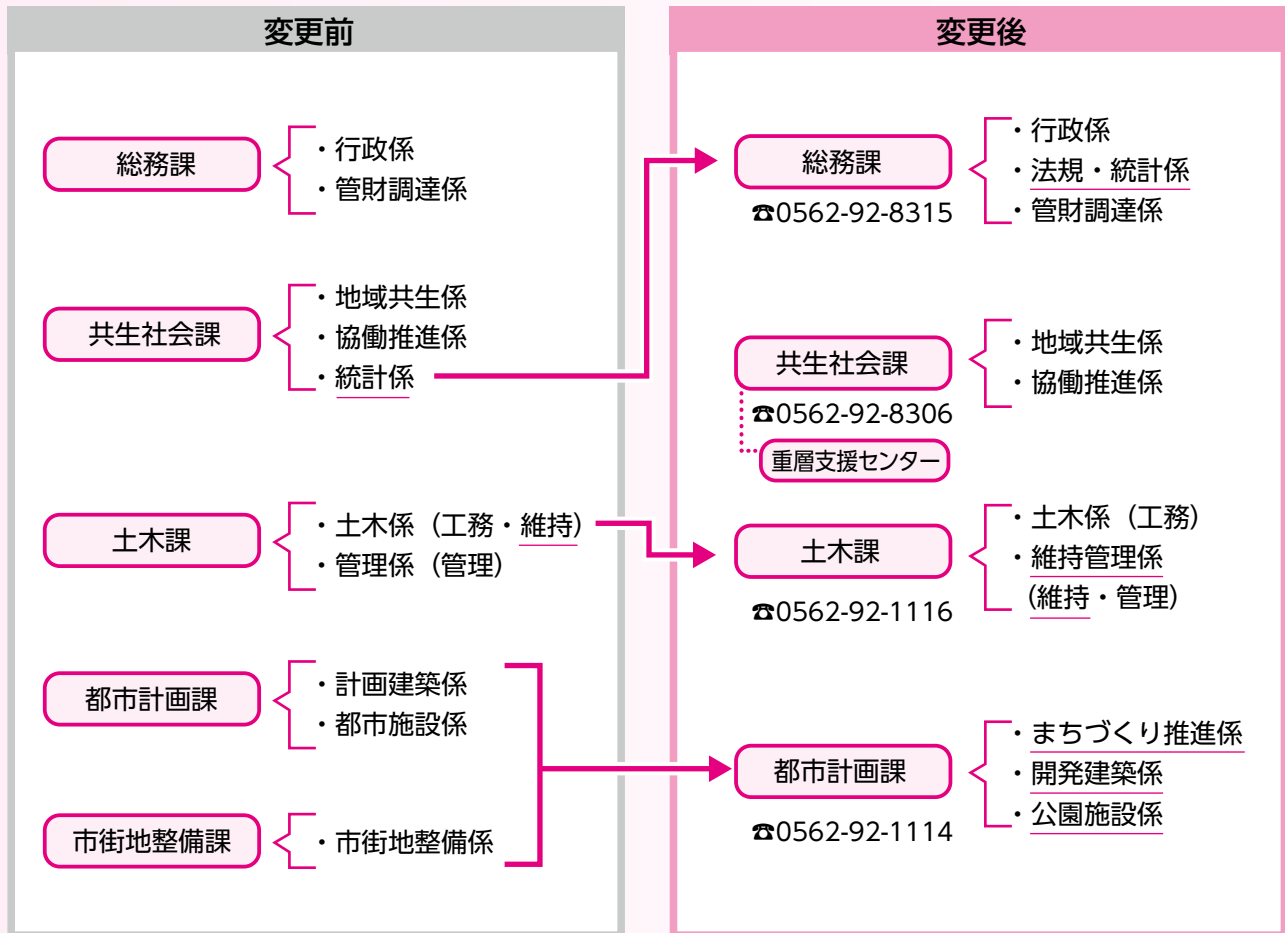 変更前
総務課
・行政係
・管財調達係
共生社会課
・地域共生係
・協働推進係
・統計係
土木課
・土木係（工務・維持）
・管理係（管理）
都市計画課
・計画建築係
・都市施設係
市街地整備課
・市街地整備係
変更後
総務課
☎0562-92-8315
・行政係
・法規・統計係
・管財調達係
共生社会課
☎0562-92-8306
重層支援センター
・地域共生係
・協働推進係
土木課
☎0562-92-1116
・土木係（工務）
・維持管理係
（維持・管理）
都市計画課
☎0562-92-1114
・まちづくり推進係
・開発建築係
・公園施設係